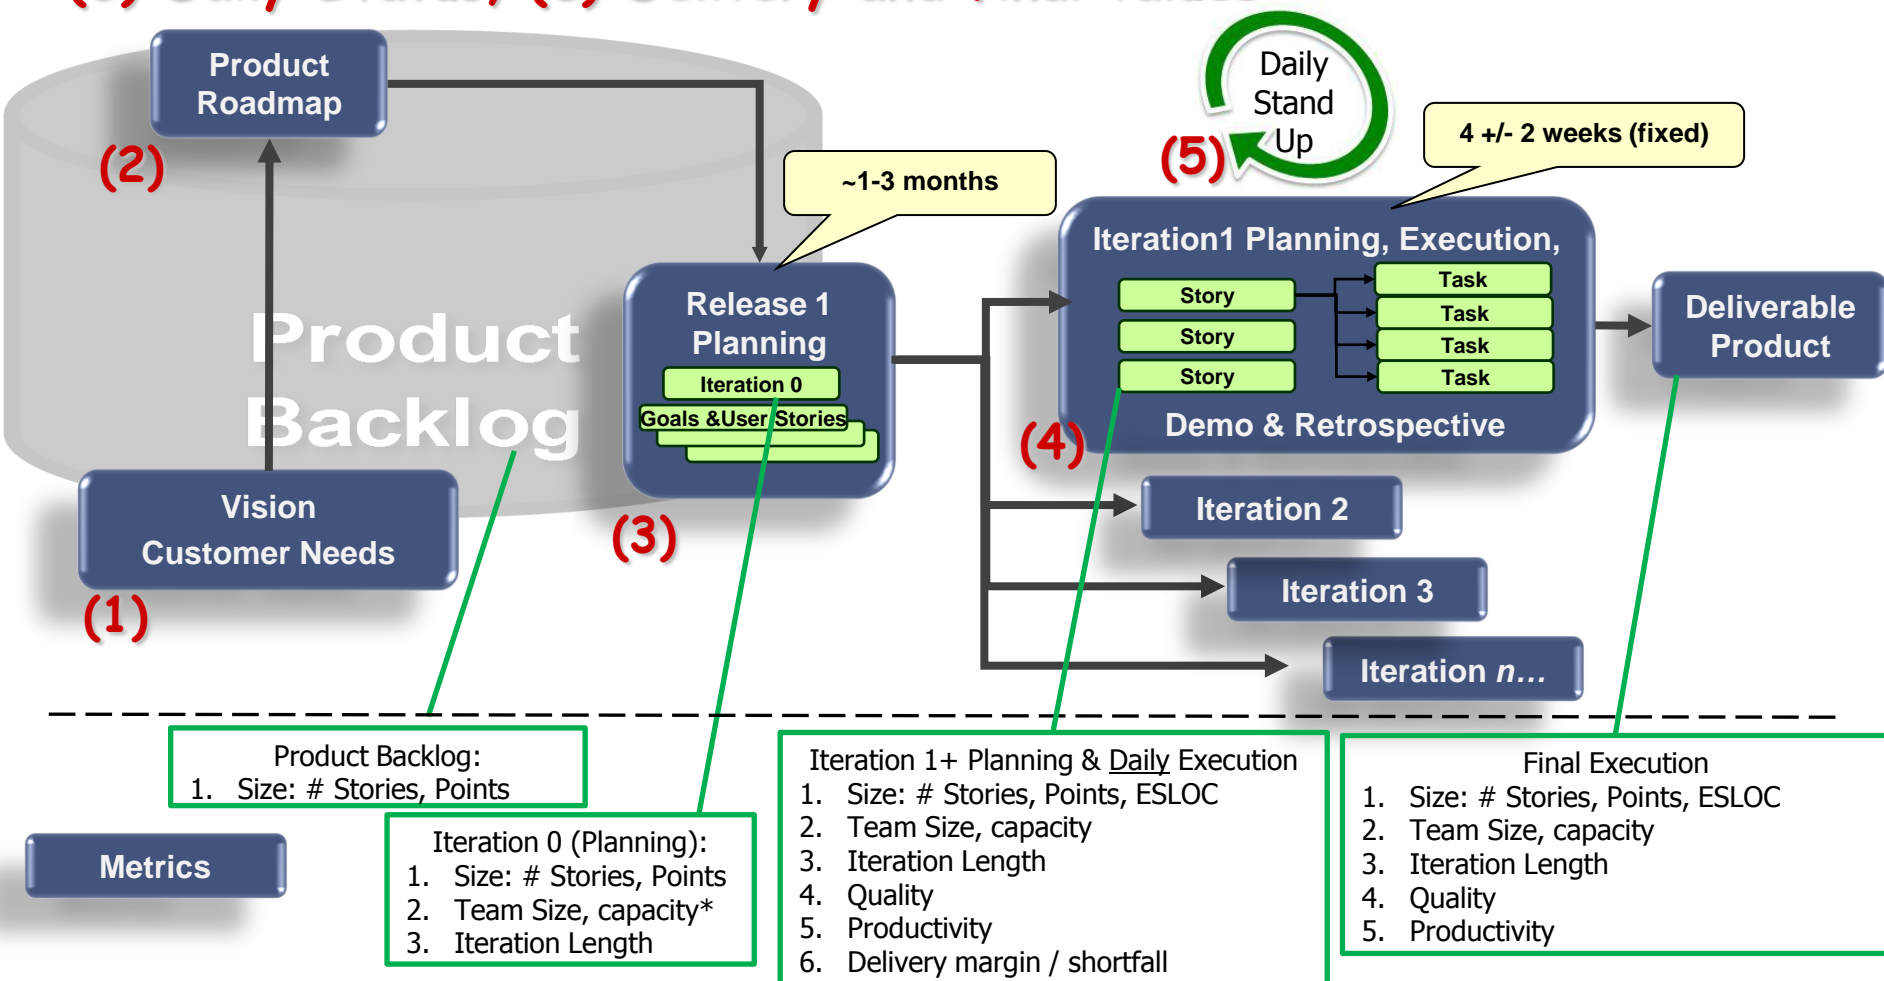 Product
Roadmap
(2)
Daily
Stand
Up
(5)
4 +/- 2 weeks (fixed)
~1-3 months
Product
Backlog
Release 1
Planning
Iteration 0
Goals &User Stories
(3)
Iteration1 Planning, Execution,
Story
Story
Story
Task
Task
Task
Task
Demo & Retrospective
(4)
Deliverable
Product
Vision
Customer Needs
(1)
Iteration 2
Iteration 3
Iteration n...
Product Backlog:
1. Size: # Stories, Points
Metrics
Iteration 0 (Planning):
1. Size: # Stories, Points
2. Team Size, capacity*
3. Iteration Length
Iteration 1+ Planning & Daily Execution
1. Size: # Stories, Points, ESLOC
2. Team Size, capacity
3. Iteration Length
4. Quality
5. Productivity
6. Delivery margin / shortfall
Final Execution
1. Size: # Stories, Points, ESLOC
2. Team Size, capacity
3. Iteration Length
4. Quality
5. Productivity